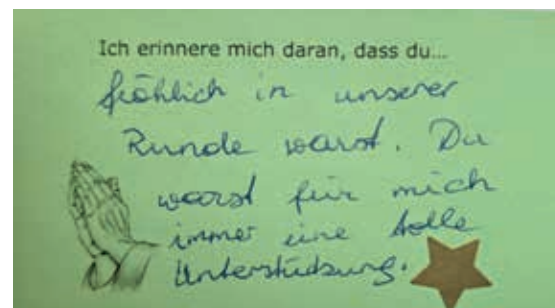 Ich erinnere mich daran, dass du...
fröhlich in unserer
Runde warst. Du
warst für mich
immer eine tolle
Unterstützung.